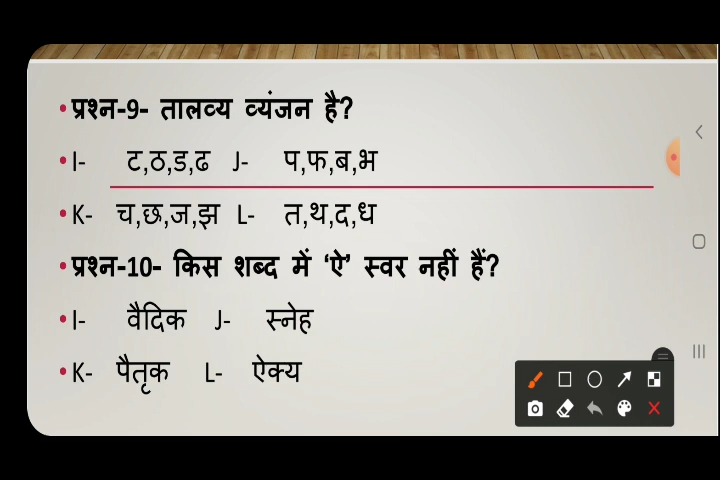 •प्रश्न-9- तालव्य व्यंजन है?
•I- ट,ठ,ड,ढ J- प,फ,ब,भ
•K- च,छ,ज,झ L- त,थ,द,ध
•प्रश्न-10- किस शब्द में ‘ऐ’ स्वर नहीं हैं?
•I- वैदिक J- स्नेह
•K- पैतृक L- ऐक्य